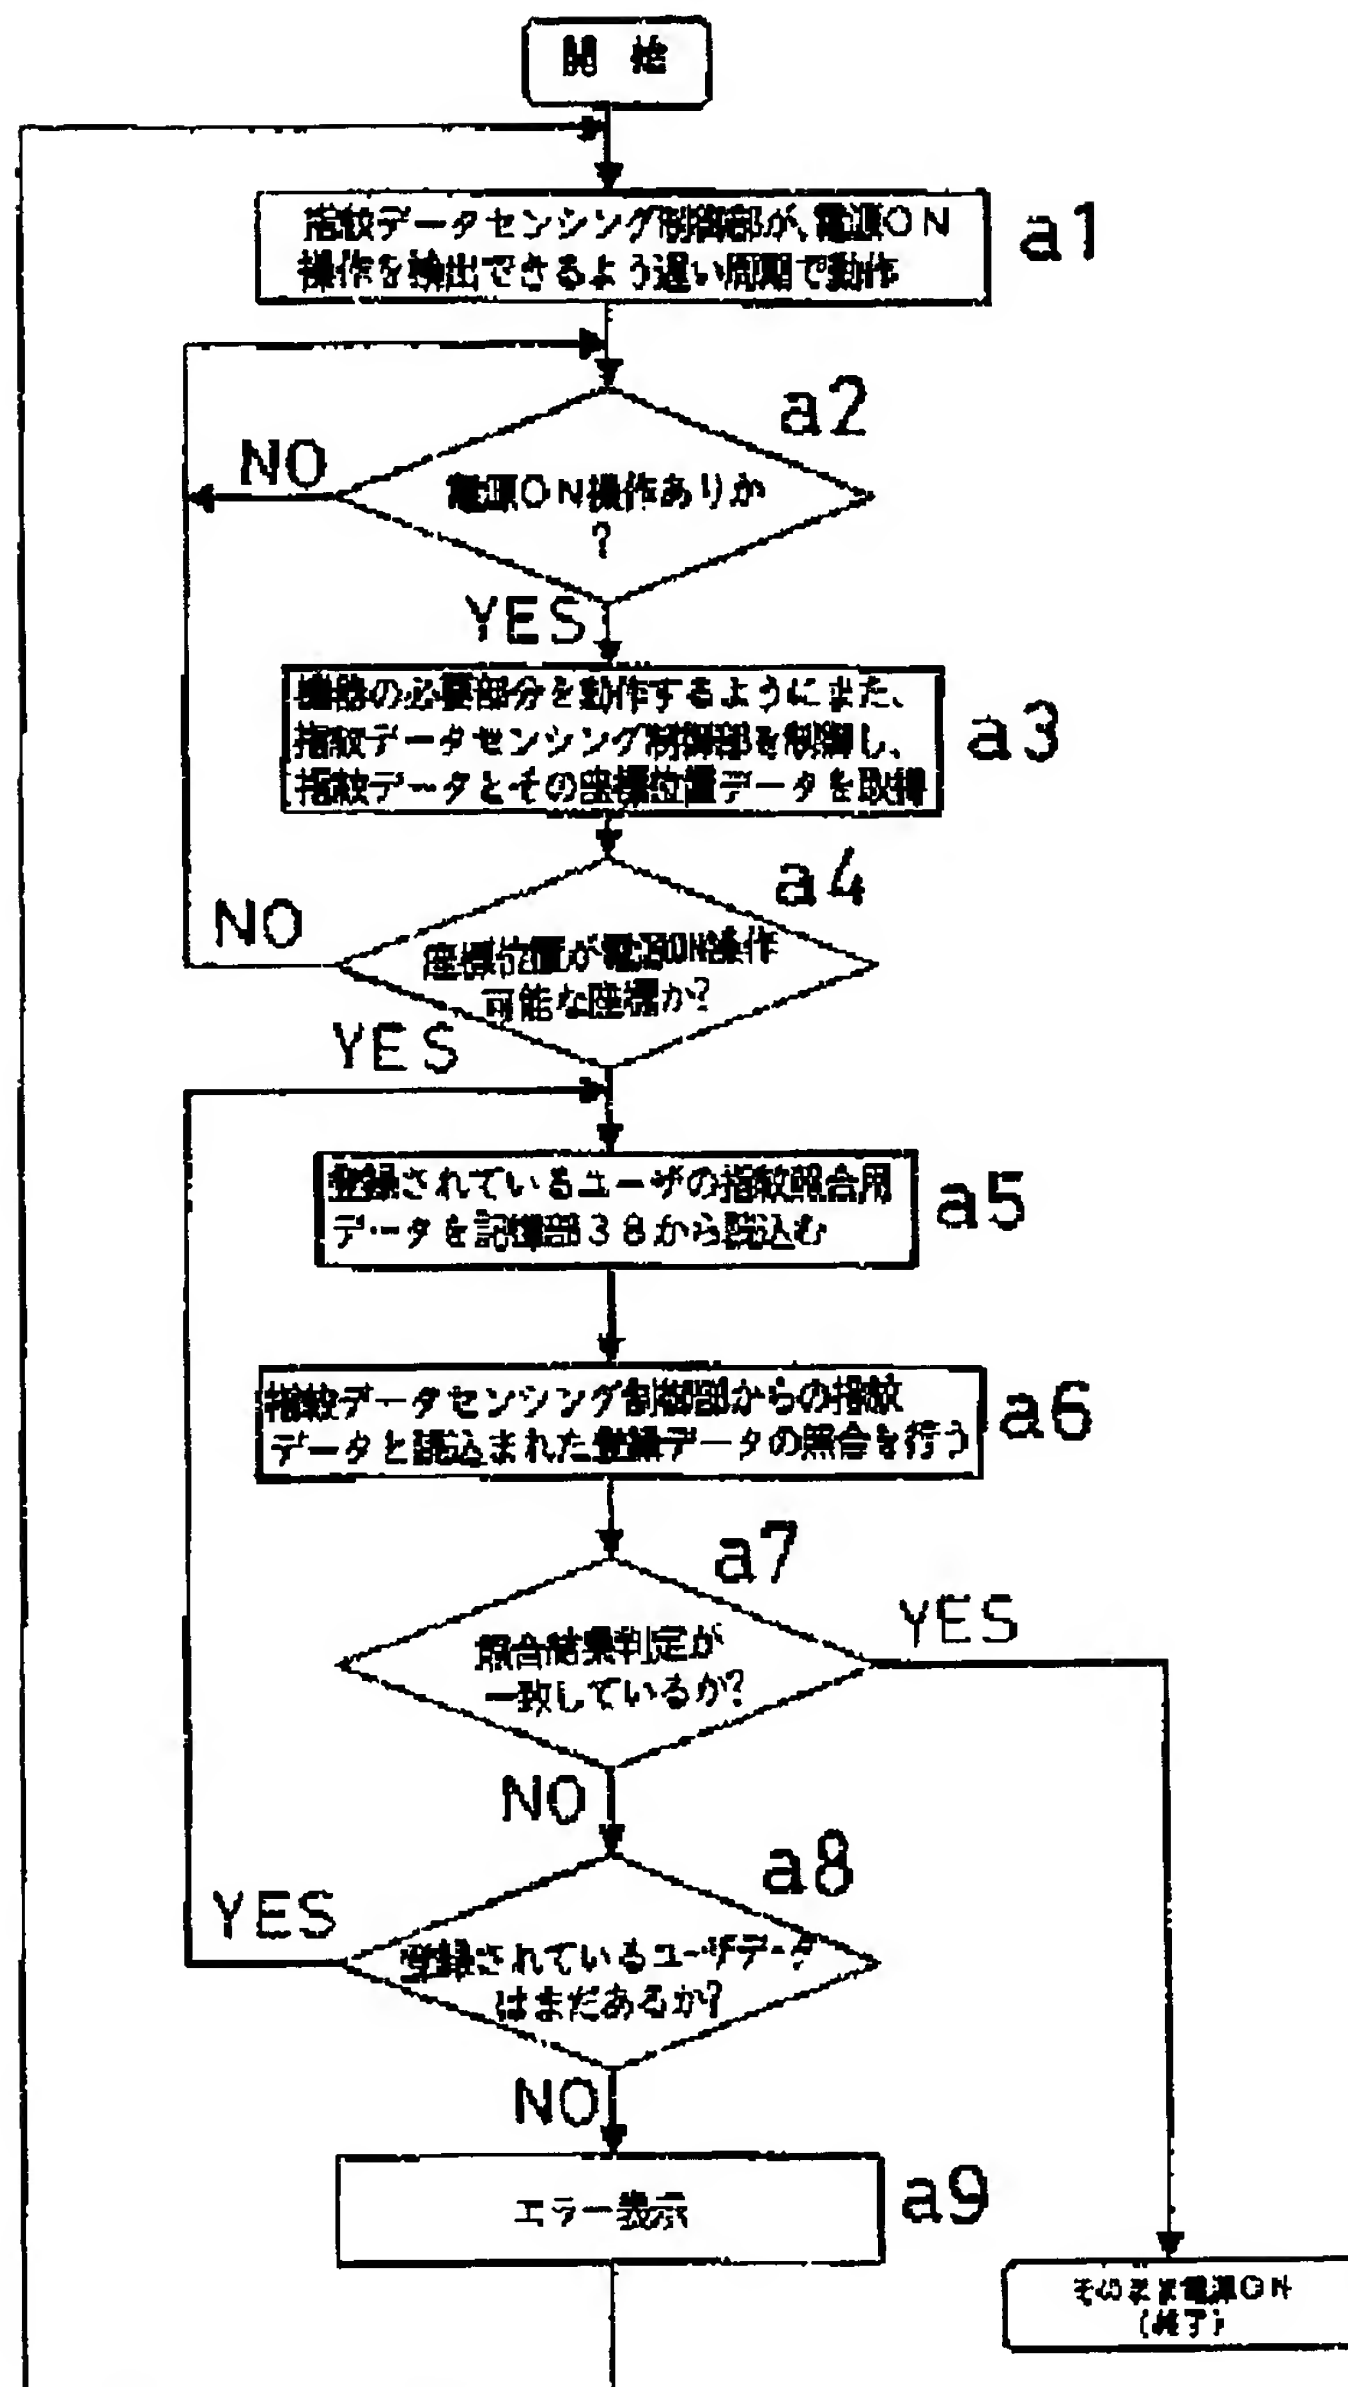 開 始
指紋データセンシング制御部が、電源ON
a1
操作を検出できるよう遅い周期で動作
a2
NO
電源ON操作ありか
?
YES
機器の必要部分を動作するようにまた、
指紋データセンシング制御部を制御し、
a3
指紋データとその座標位置データを取得
a4
NO
座標位置が電源ON操作
可能な座標か?
YES
登録されているユーザの指紋照合用
a5
データを記憶部38から読込む
指紋データセンシング制御部からの指紋
a6
データと読込まれた登録データの照合を行う
a7
YES
照合結果判定が
一致しているか?
NO
a8
YES
登録されているユーザデータ
はまだあるか?
NO
エラー表示
a9
そのまま電源ON
(終了)